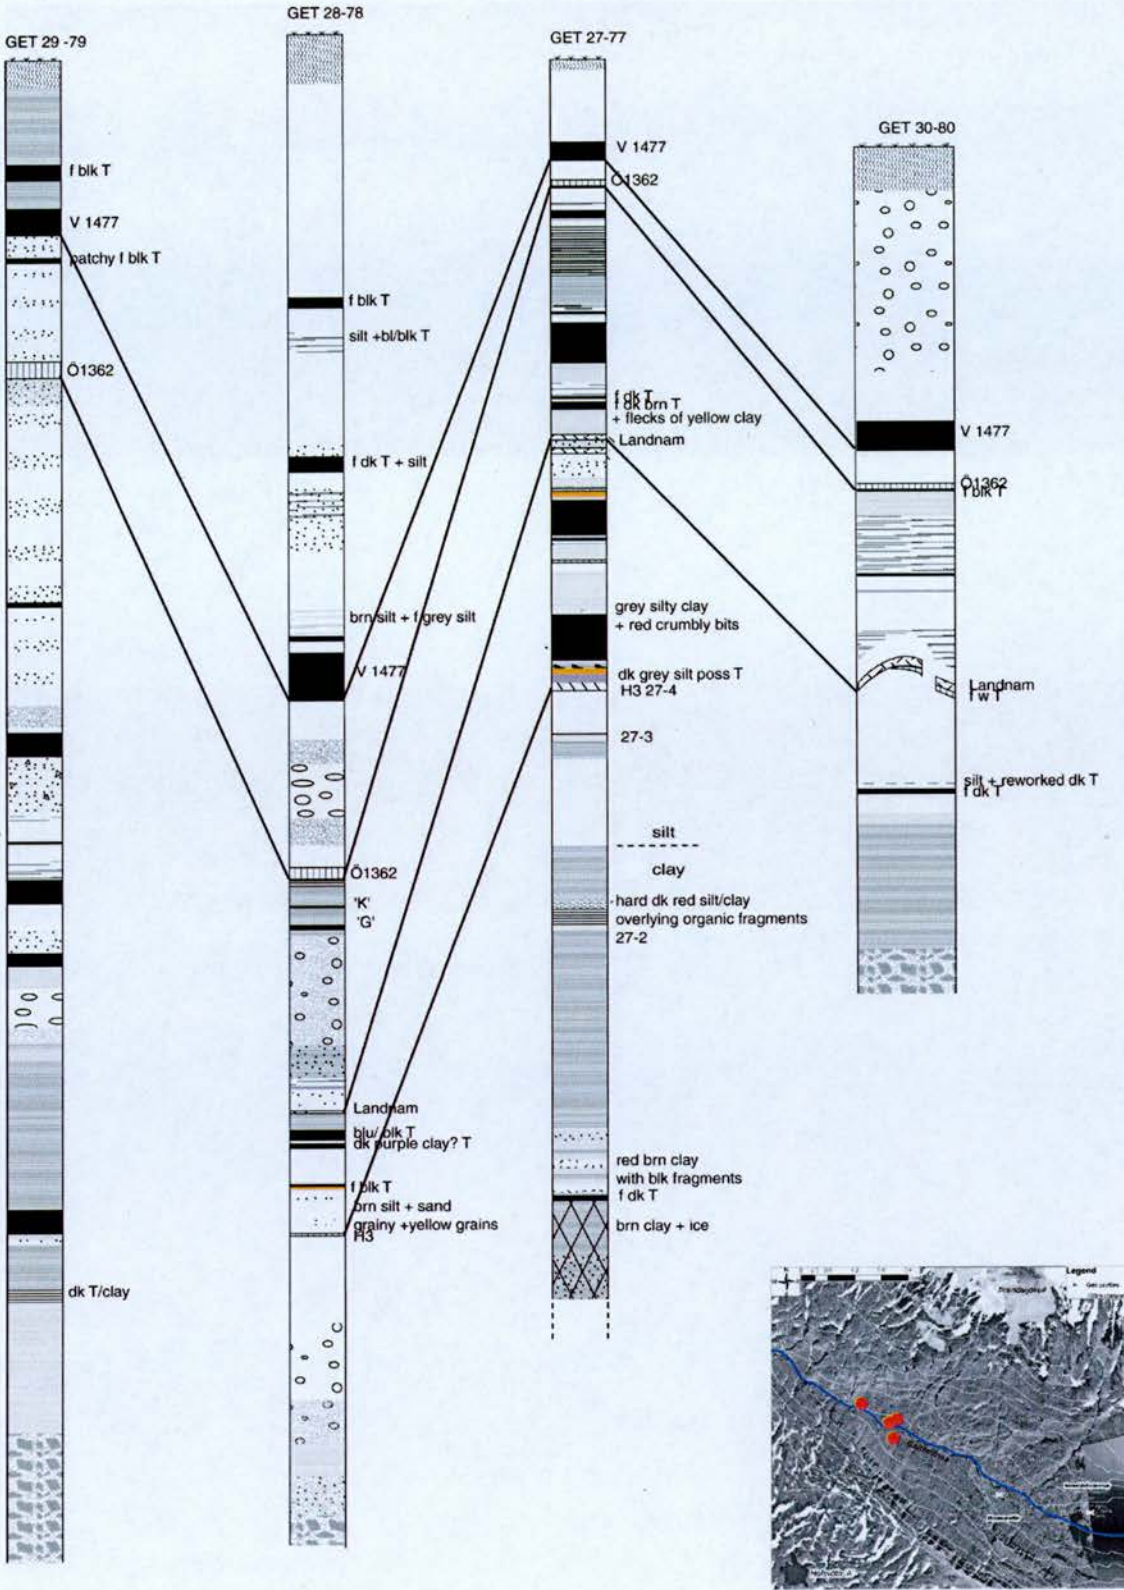 GET 29 -79
f blk T
V 1477
patchy f blk T
Ö1362
dk T/clay
GET 28-78
f blk T
silt +bl/blk T
f dk T + silt
brn silt + f grey silt
V 1477
Ö1362
'K'
'G'
Landnam
blu/ blk T
dk purple clay? T
f blk T
brn silt + sand
grainy +yellow grains
H3
GET 27-77
V 1477
Ö1362
f dk T
f dk brn T
+ flecks of yellow clay
Landnam
grey silty clay
+ red crumbly bits
dk grey silt poss T
H3 27-4
27-3
silt
clay
hard dk red silt/clay
overlying organic fragments
27-2
red brn clay
with blk fragments
f dk T
brn clay + ice
GET 30-80
V 1477
Ö1362
f blk T
Landnam
f w T
silt + reworked dk T
f dk T
Legend